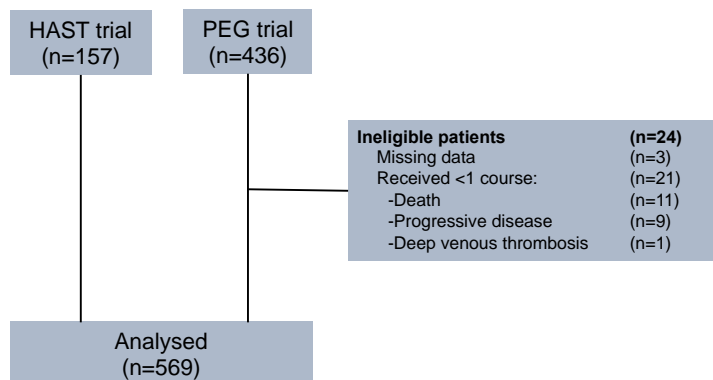 HAST trial
(n=157)
PEG trial
(n=436)
Ineligible patients (n=24)
Missing data (n=3)
Received <1 course: (n=21)
-Death (n=11)
-Progressive disease (n=9)
-Deep venous thrombosis (n=1)
Analysed
(n=569)